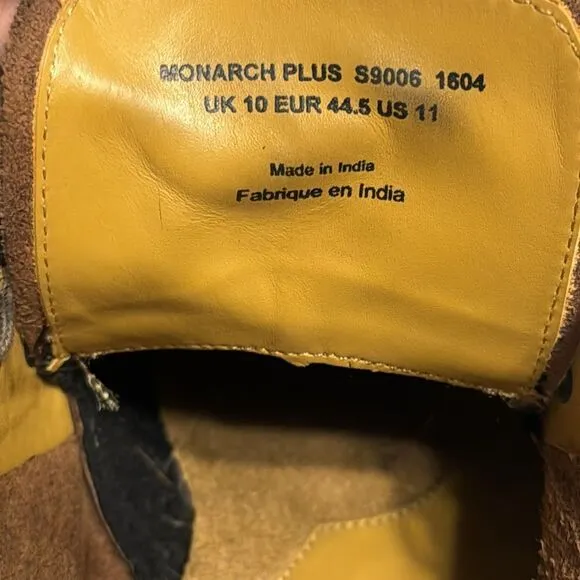 MONARCH PLUS S9006 1604
UK 10 EUR 44.5 US 11
Made in India
Fabrique en India